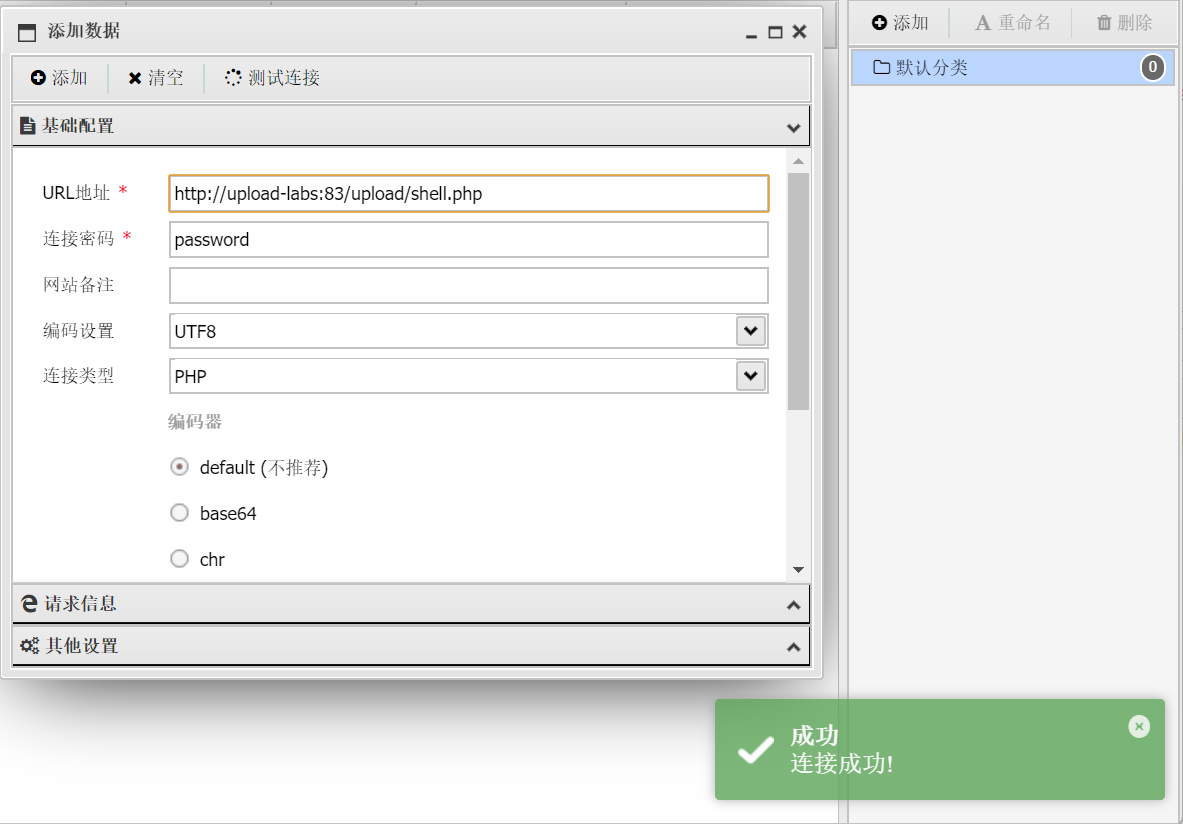 添加数据
添加 清空 测试连接
基础配置
URL地址 * http://upload-labs:83/upload/shell.php
连接密码 * password
网站备注
编码设置 UTF8
连接类型 PHP
编码器
default (不推荐)
base64
chr
请求信息
其他设置
添加 重命名 删除
默认分类 0
成功
连接成功!